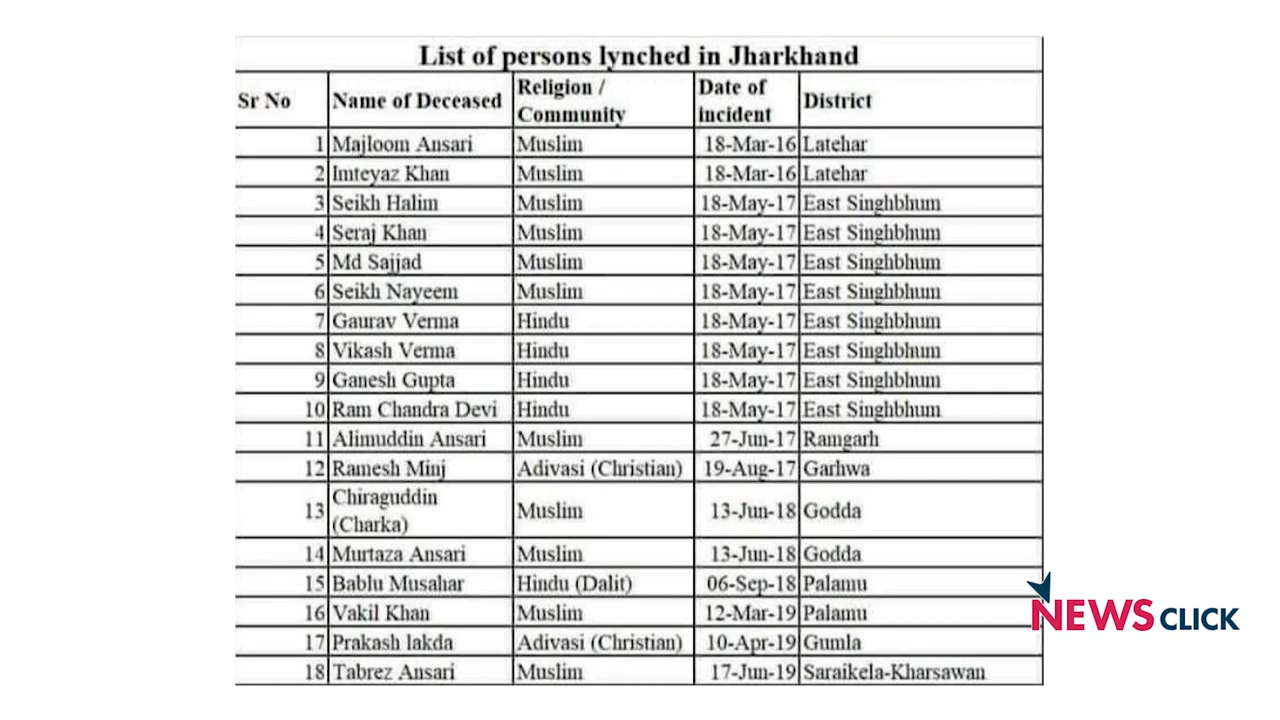 List of persons lynched in Jharkhand
Sr No Name of Deceased Religion / Community Date of incident District
1 Majloom Ansari Muslim 18-Mar-16 Latehar
2 Imteyaz Khan Muslim 18-Mar-16 Latehar
3 Seikh Halim Muslim 18-May-17 East Singhbhum
4 Seraj Khan Muslim 18-May-17 East Singhbhum
5 Md Sajjad Muslim 18-May-17 East Singhbhum
6 Seikh Nayeem Muslim 18-May-17 East Singhbhum
7 Gaurav Verma Hindu 18-May-17 East Singhbhum
8 Vikash Verma Hindu 18-May-17 East Singhbhum
9 Ganesh Gupta Hindu 18-May-17 East Singhbhum
10 Ram Chandra Devi Hindu 18-May-17 East Singhbhum
11 Alimuddin Ansari Muslim 27-Jun-17 Ramgarh
12 Ramesh Minj Adivasi (Christian) 19-Aug-17 Garhwa
13 Chiraguddin (Charka) Muslim 13-Jun-18 Godda
14 Murtaza Ansari Muslim 13-Jun-18 Godda
15 Bablu Musahar Hindu (Dalit) 06-Sep-18 Palamu
16 Vakil Khan Muslim 12-Mar-19 Palamu
17 Prakash lakda Adivasi (Christian) 10-Apr-19 Gumla
18 Tabrez Ansari Muslim 17-Jun-19 Saraikela-Kharsawan
NEWS CLICK